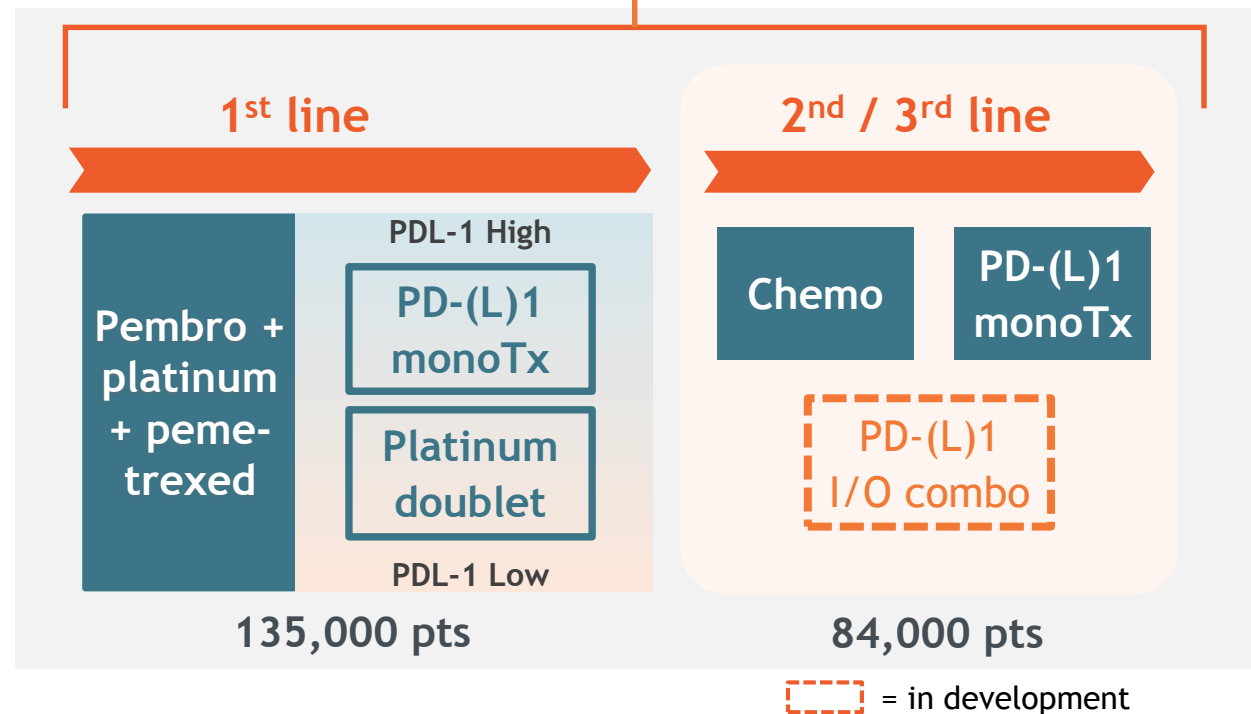 1st line
2nd / 3rd line
Pembro +
platinum
+ peme-
trexed
PDL-1 High
PD-(L)1
monoTx
Platinum
doublet
PDL-1 Low
Chemo
PD-(L)1
monoTx
PD-(L)1
I/O combo
135,000 pts
84,000 pts
= in development